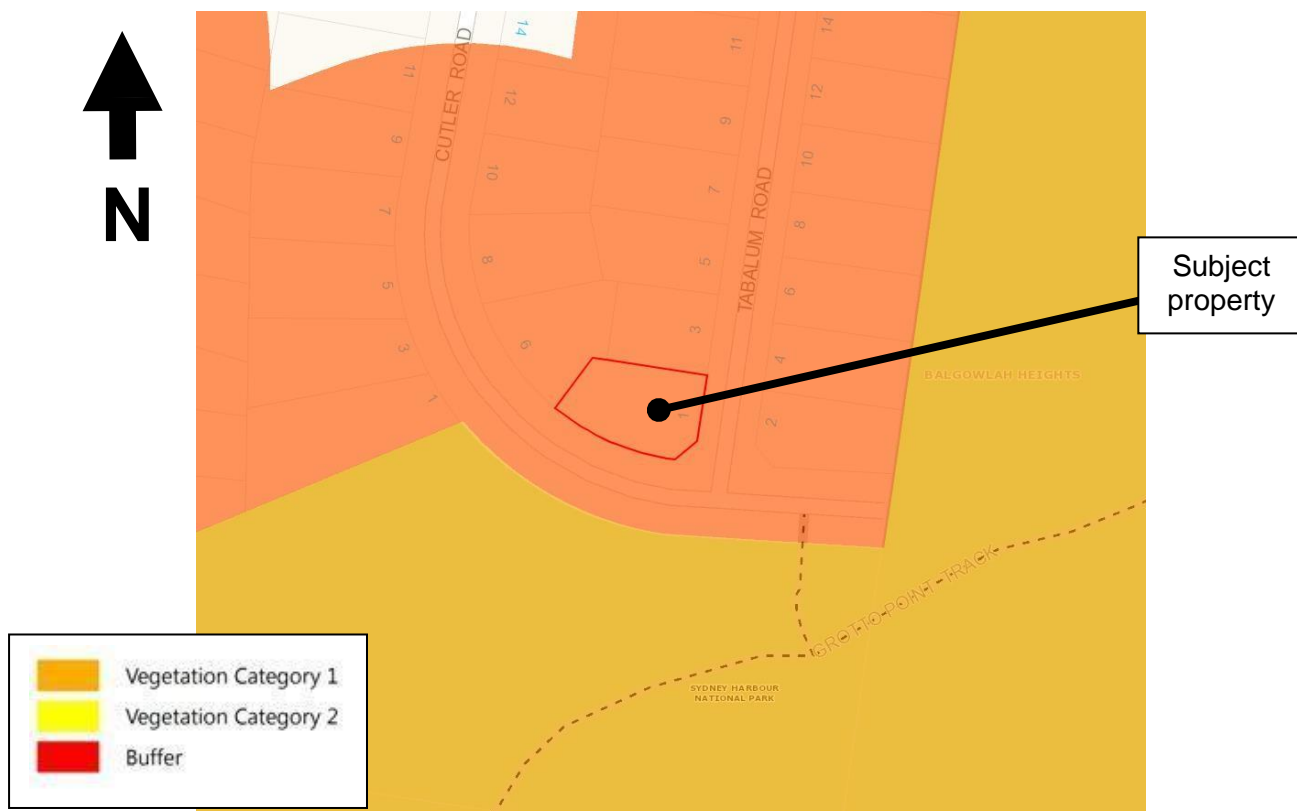 N
14
11
12
9
10
7
8
5
3
6
1
CUTLER ROAD
11
14
9
12
10
7
8
5
6
3
4
1
2
TABALUM ROAD
Subject
property
BALGOWLAH HEIGHTS
GROTTO POINT TRACK
SYDNEY HARBOUR
NATIONAL PARK
Vegetation Category 1
Vegetation Category 2
Buffer